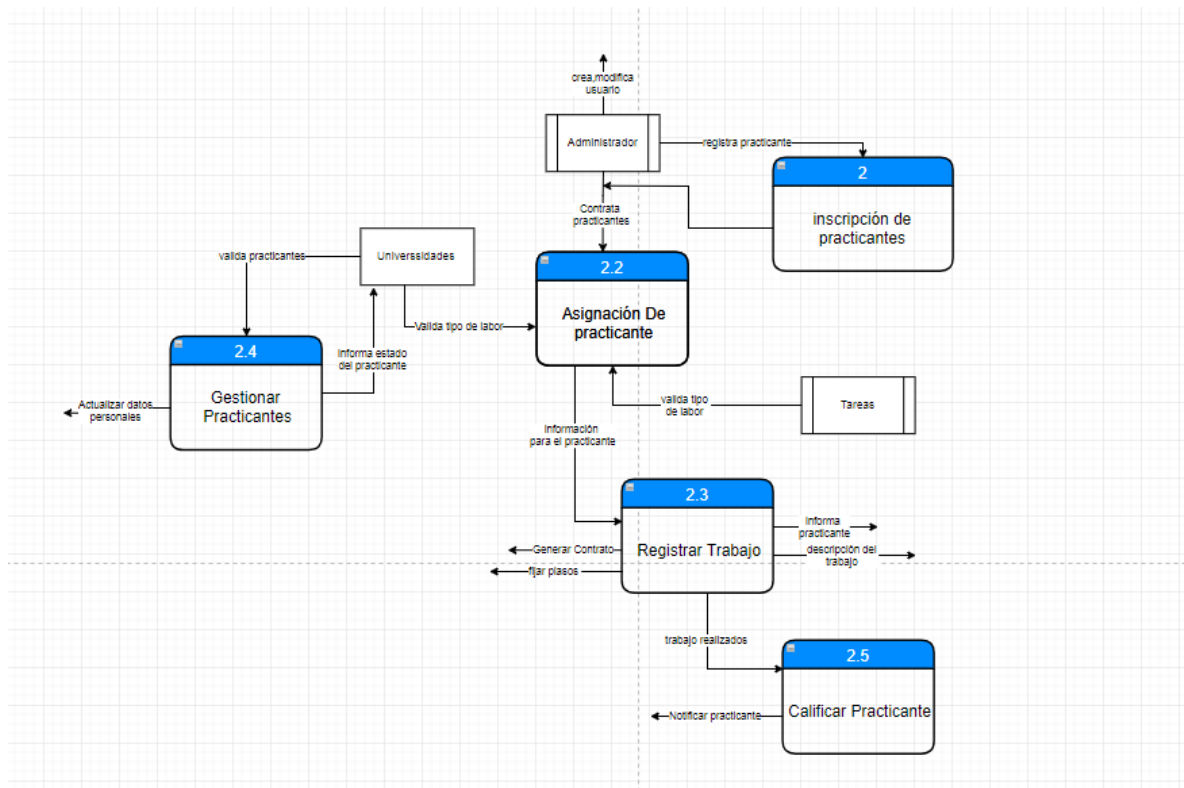 crea,modifica
usuario
Administrador
registra practicante
2
inscripción de
practicantes
Contrata
practicantes
valida practicantes
Universsidades
2.2
Asignación De
practicante
Valida tipo de labor
2.4
Gestionar
Practicantes
Informa estado
del practicante
Actualizar datos
personales
valida tipo
de labor
Tareas
Información
para el practicante
2.3
Registrar Trabajo
Informa
practicante
descripción del
trabajo
Generar Contrato
fijar plasos
trabajo realizados
2.5
Calificar Practicante
Notificar practicante